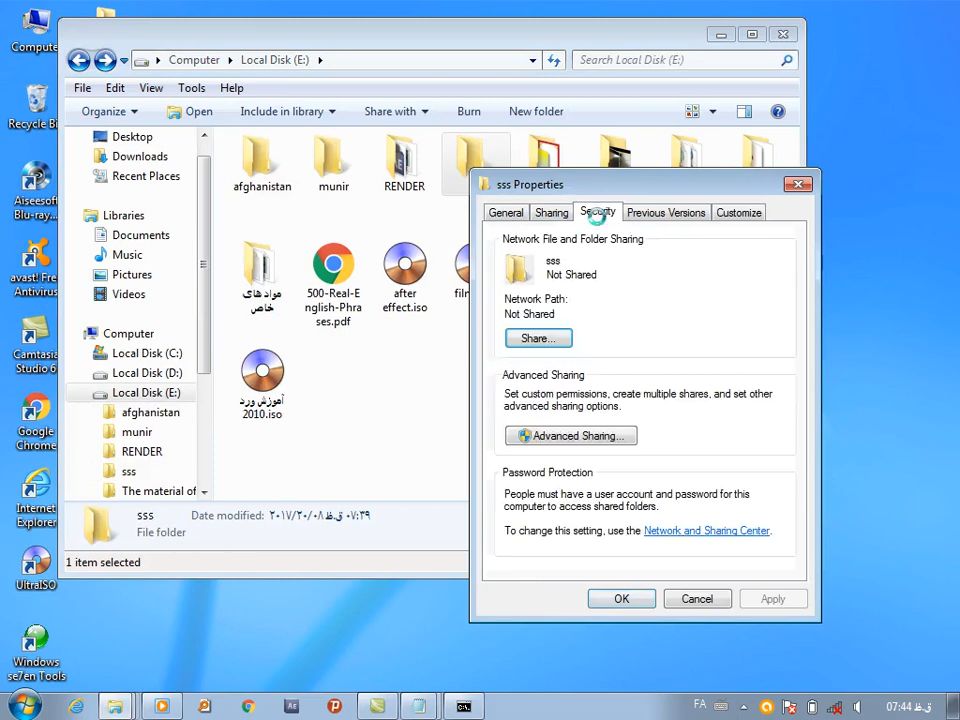 Compute
Recycle Bi
Aiseesoft
Blu-ray...
avast! Fre
Antivirus
Camtasia
Studio 6
Google
Chrome
Internet
Explorer
UltraISO
Windows
se7en Tools
Computer
Local Disk (E:)
Search Local Disk (E:)
File
Edit
View
Tools
Help
Organize
Open
Include in library
Share with
Burn
New folder
Desktop
Downloads
Recent Places
Libraries
Documents
Music
Pictures
Videos
Computer
Local Disk (C:)
Local Disk (D:)
Local Disk (E:)
afghanistan
munir
RENDER
sss
The material of
afghanistan
munir
RENDER
مواد های
خاص
500-Real-E
nglish-Phra
ses.pdf
after
effect.iso
film
آموزش ورد
2010.iso
sss
Date modified: ۲۰۱۷/۲۰/۰۸ ق.ظ ۰۷:۳۹
File folder
1 item selected
sss Properties
General
Sharing
Security
Previous Versions
Customize
Network File and Folder Sharing
sss
Not Shared
Network Path:
Not Shared
Share...
Advanced Sharing
Set custom permissions, create multiple shares, and set other
advanced sharing options.
Advanced Sharing...
Password Protection
People must have a user account and password for this
computer to access shared folders.
To change this setting, use the Network and Sharing Center.
OK
Cancel
Apply
FA
07:44 ق.ظ